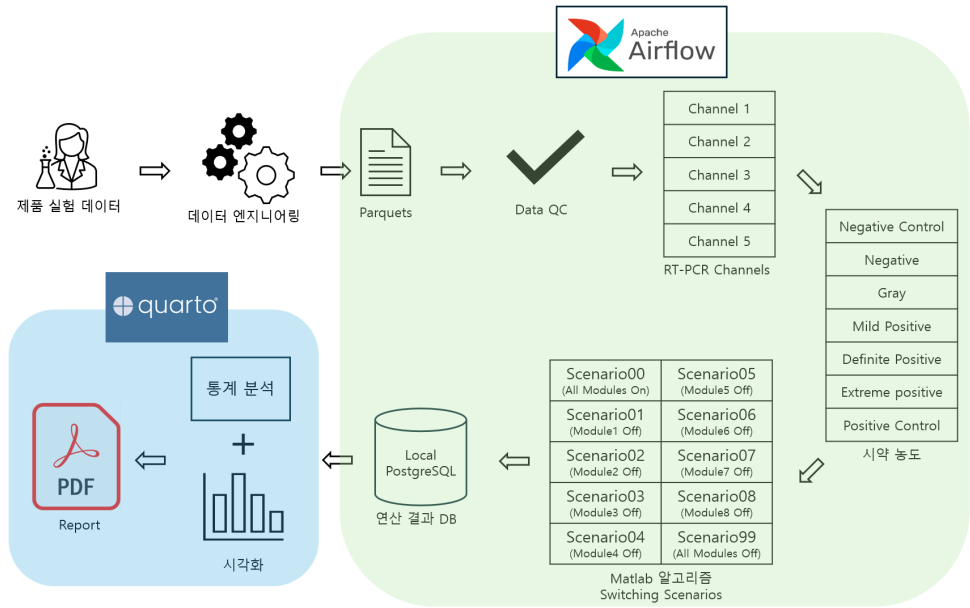 Apache
Airflow
제품 실험 데이터
데이터 엔지니어링
Parquets
Data QC
Channel 1
Channel 2
Channel 3
Channel 4
Channel 5
RT-PCR Channels
Negative Control
Negative
Gray
Mild Positive
Definite Positive
Extreme positive
Positive Control
시약 농도
Scenario00
(All Modules On)
Scenario05
(Module5 Off)
Scenario01
(Module1 Off)
Scenario06
(Module6 Off)
Scenario02
(Module2 Off)
Scenario07
(Module7 Off)
Scenario03
(Module3 Off)
Scenario08
(Module8 Off)
Scenario04
(Module4 Off)
Scenario99
(All Modules Off)
Matlab 알고리즘
Switching Scenarios
Local
PostgreSQL
연산 결과 DB
quarto®
통계 분석
+
시각화
PDF
Report